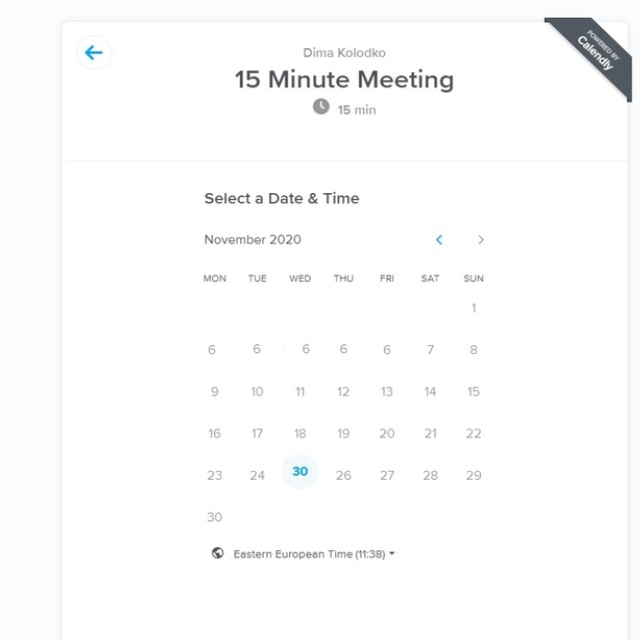 Dima Kolodko
15 Minute Meeting
15 min
POWERED BY
Calendly
Select a Date & Time
November 2020
MON TUE WED THU FRI SAT SUN
1
6 6 6 6 6 7 8
9 10 11 12 13 14 15
16 17 18 19 20 21 22
23 24 30 26 27 28 29
30
Eastern European Time (11:38)